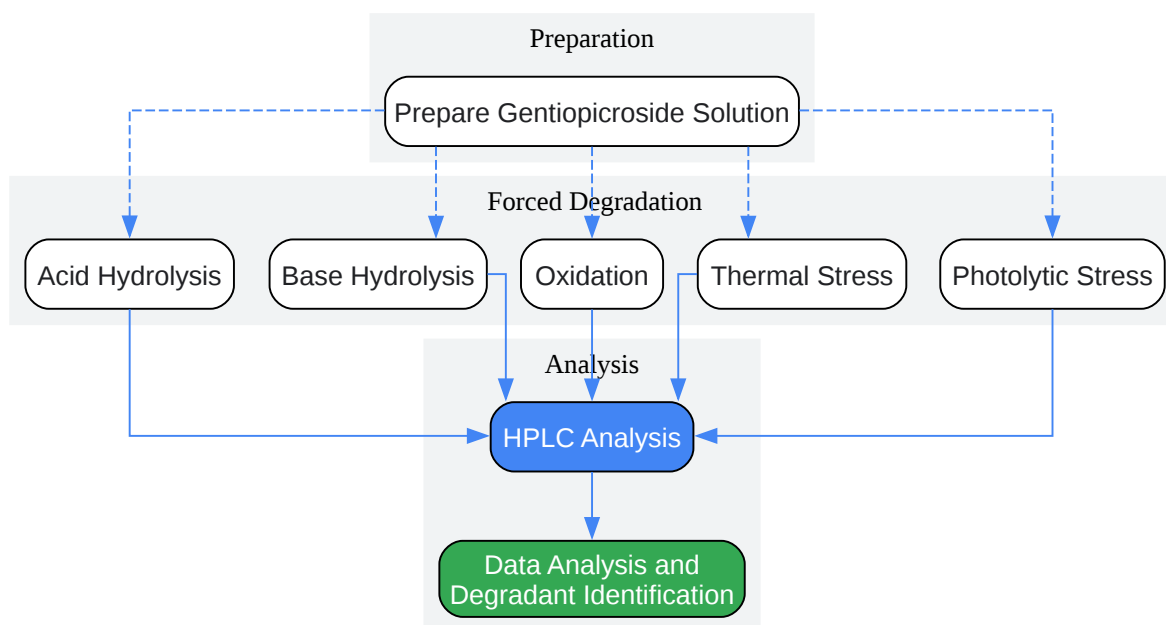 Preparation
Prepare Gentiopicroside Solution
Forced Degradation
Acid Hydrolysis
Base Hydrolysis
Oxidation
Thermal Stress
Photolytic Stress
Analysis
HPLC Analysis
Data Analysis and
Degradant Identification